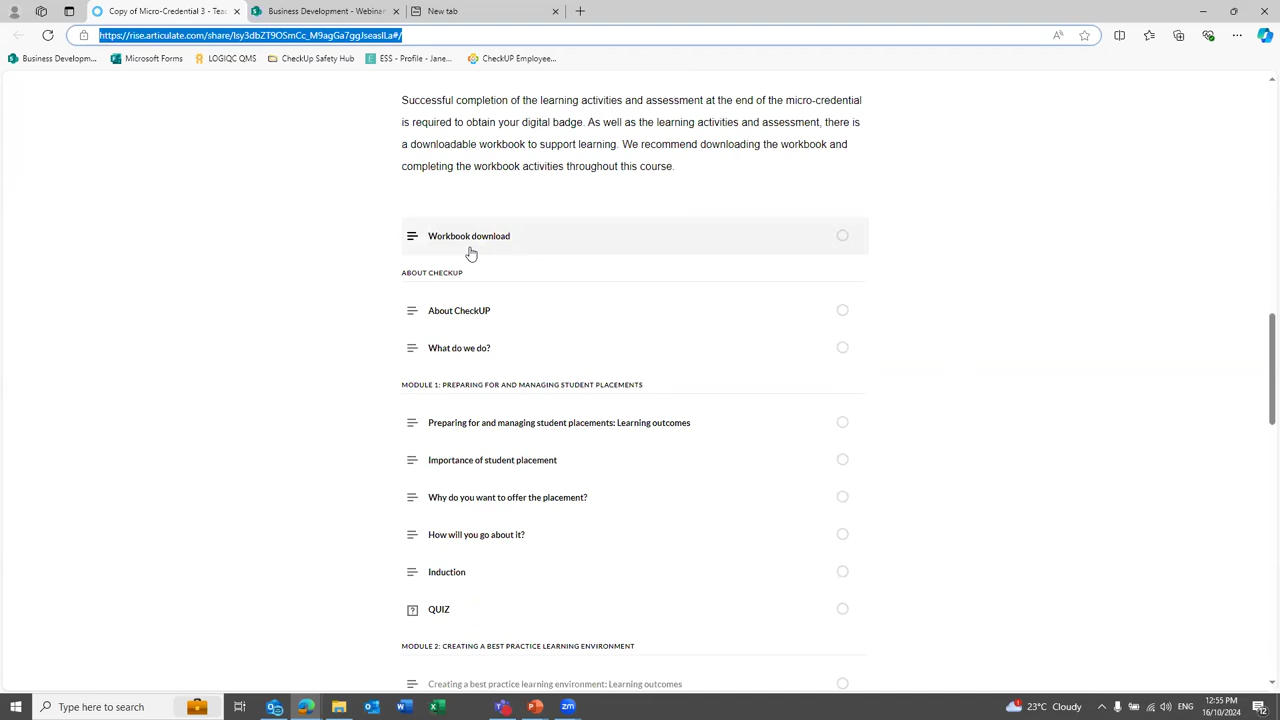 Copy of Micro-Credential 3 - Teac
Business Development - Webinar
New tab
https://rise.articulate.com/share/
Business Developm...
Microsoft Forms
LOGIQC QMS
CheckUp Safety Hub
ESS - Profile - Jane...
CheckUP Employee...
Successful completion of the learning activities and assessment at the end of the micro-credential
is required to obtain your digital badge. As well as the learning activities and assessment, there is
a downloadable workbook to support learning. We recommend downloading the workbook and
completing the workbook activities throughout this course.
Workbook download
ABOUT CHECKUP
About CheckUP
What do we do?
MODULE 1: PREPARING FOR AND MANAGING STUDENT PLACEMENTS
Preparing for and managing student placements: Learning outcomes
Importance of student placement
Why do you want to offer the placement?
How will you go about it?
Induction
QUIZ
MODULE 2: CREATING A BEST PRACTICE LEARNING ENVIRONMENT
Creating a best practice learning environment: Learning outcomes
Type here to search
23°C Cloudy
ENG
12:55 PM
16/10/2024